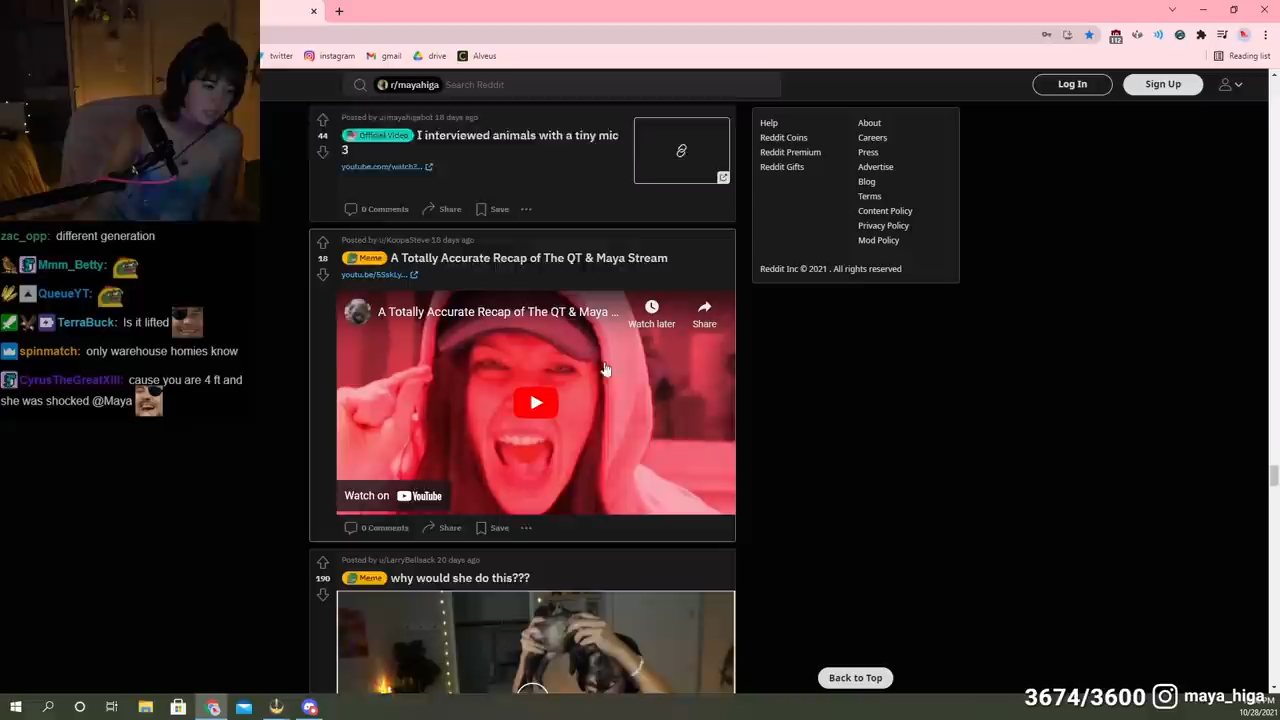 twitter
instagram
gmail
drive
Alveus
Reading list
112
r/mayahiga
Search Reddit
Log In
Sign Up
Posted by u/mayahigabot 18 days ago
44
Official Video
I interviewed animals with a tiny mic
3
youtube.com/watch?...
0 Comments
Share
Save
Posted by u/KoopaSteve 18 days ago
18
Meme
A Totally Accurate Recap of The QT & Maya Stream
A Totally Accurate Recap of The QT & Maya ...
Watch later
Share
Watch on YouTube
0 Comments
Share
Save
Posted by u/LarryBallsack 20 days ago
190
Meme
why would she do this???
Help
About
Reddit Coins
Careers
Reddit Premium
Press
Reddit Gifts
Advertise
Blog
Terms
Content Policy
Privacy Policy
Mod Policy
Reddit Inc © 2021 . All rights reserved
Back to Top
zac_opp: different generation
Mmm_Betty:
QueueYT:
TerraBuck: Is it lifted
spinmatch: only warehouse homies know
CyrusTheGreatXIII: cause you are 4 ft and
she was shocked @Maya
3674/3600
maya_higa
10/28/2021